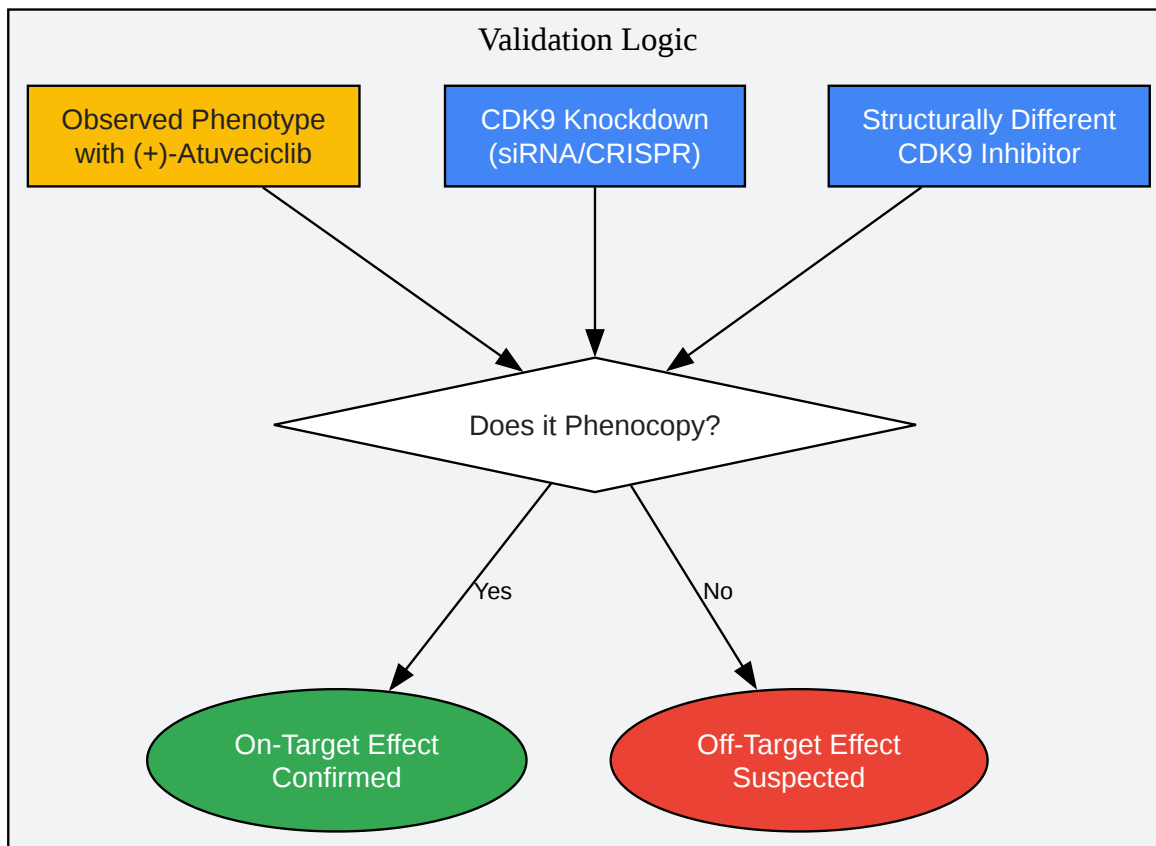 Validation Logic
Observed Phenotype
with (+)-Atuveciclib
CDK9 Knockdown
(siRNA/CRISPR)
Structurally Different
CDK9 Inhibitor
Does it Phenocopy?
Yes
No
On-Target Effect
Confirmed
Off-Target Effect
Suspected